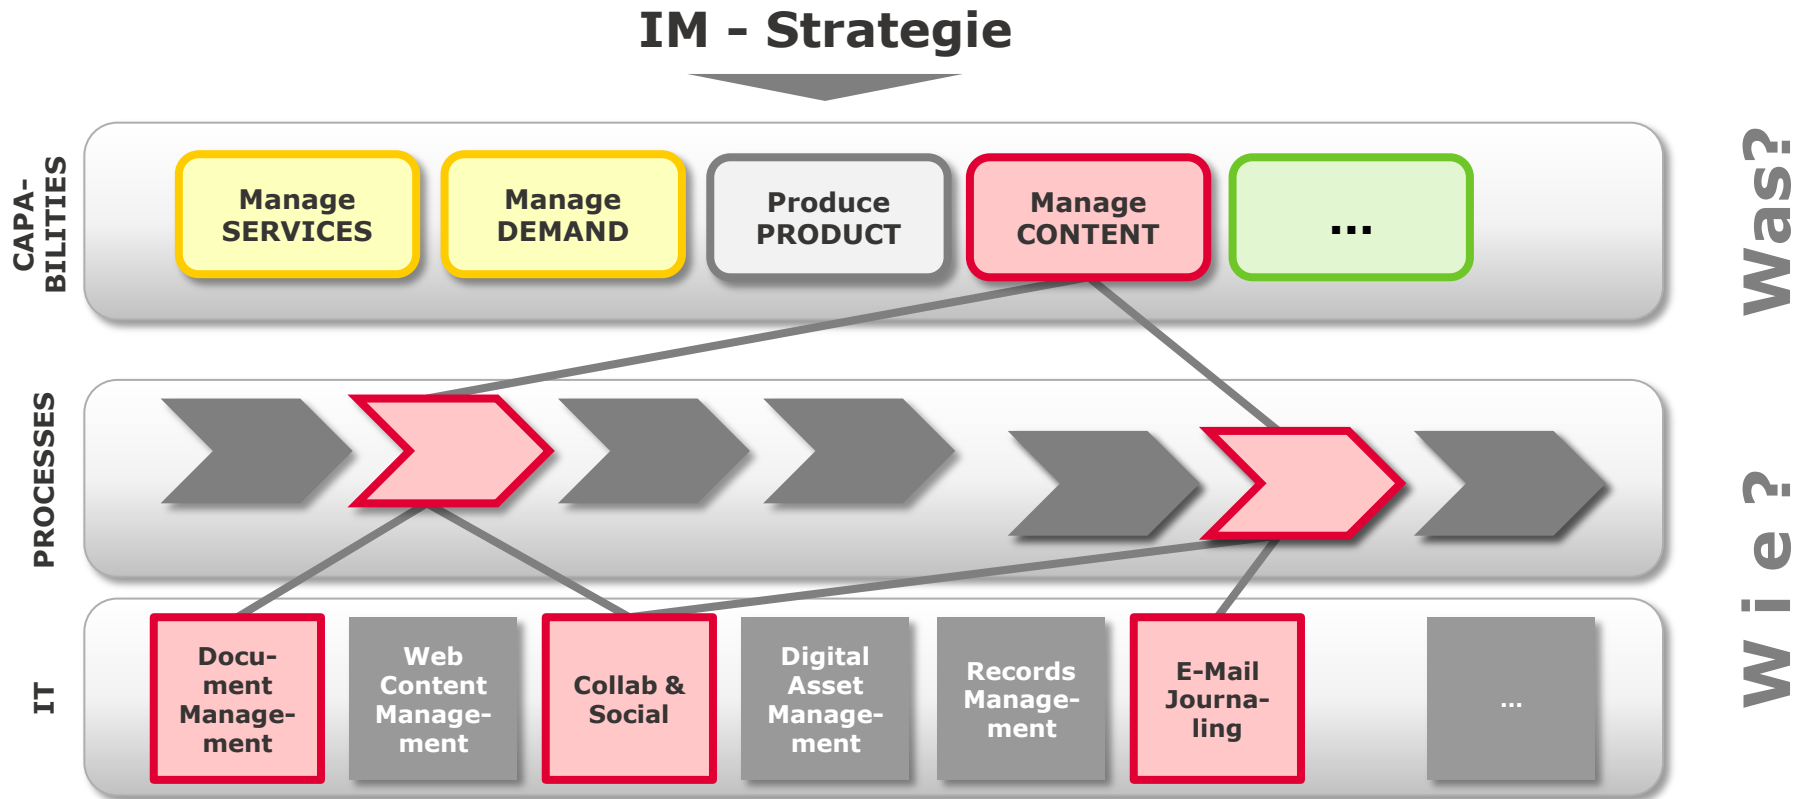 IM - Strategie
CAPA-
BILITIES
Manage
SERVICES
Manage
DEMAND
Produce
PRODUCT
Manage
CONTENT
...
Was?
PROCESSES
Wie?
IT
Docu-
ment
Manage-
ment
Web
Content
Manage-
ment
Collab &
Social
Digital
Asset
Manage-
ment
Records
Manage-
ment
E-Mail
Journa-
ling
...